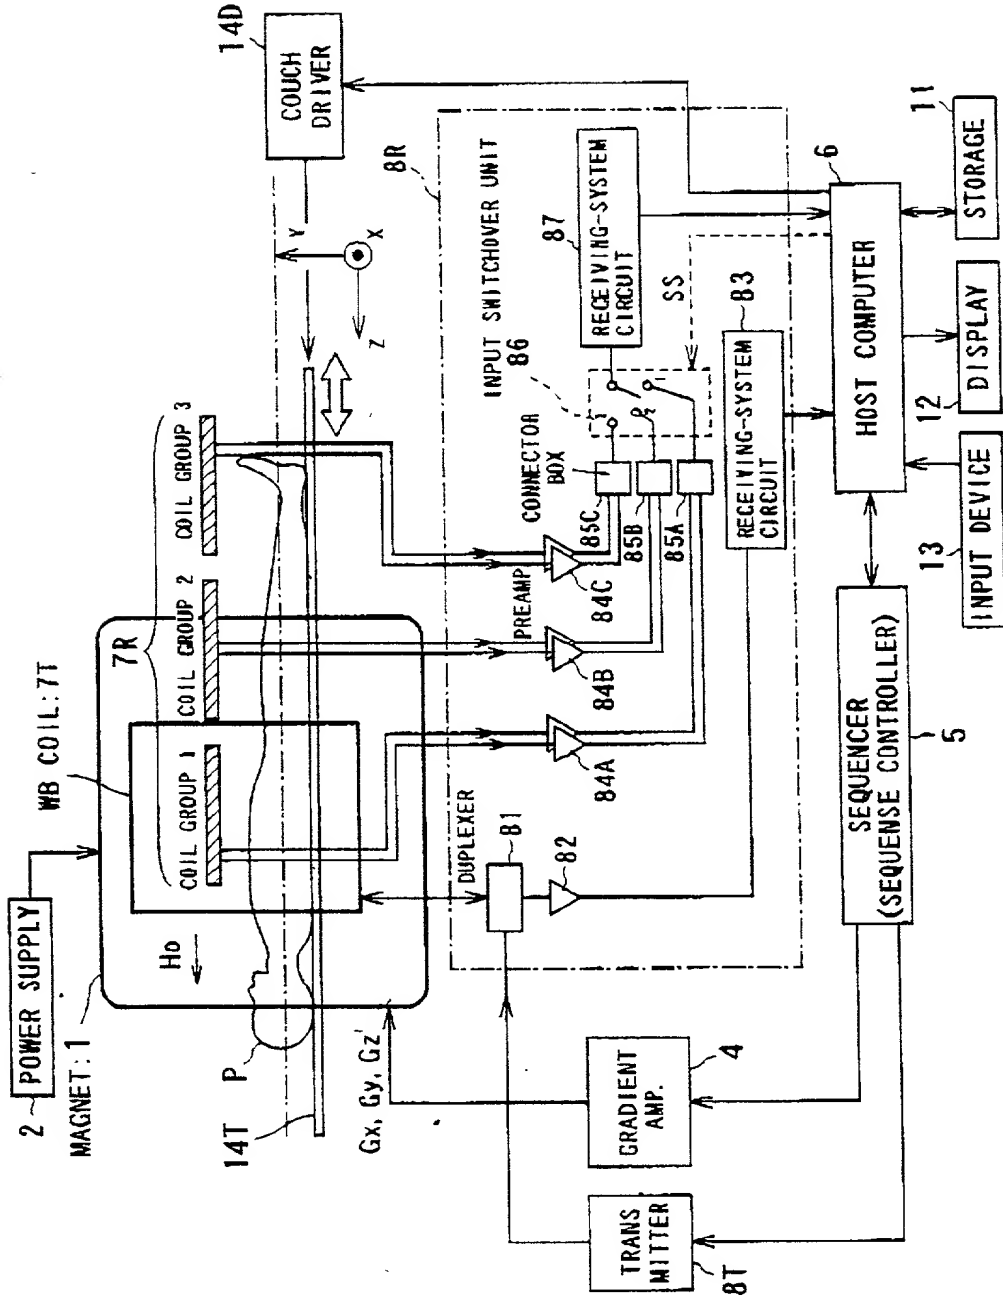 2
POWER SUPPLY
MAGNET:1
WB COIL:7T
7R
COIL GROUP 1
COIL GROUP 2
COIL GROUP 3
Ho
P
14T
14D
COUCH
DRIVER
Y
X
Z
Gx, Gy, Gz
8R
DUPLEXER
81
82
PREAMP
84A
84B
84C
CONNECTOR
BOX
85C
85B
85A
INPUT SWITCHOVER UNIT
86
87
RECEIVING-SYSTEM
CIRCUIT
SS
83
RECEIVING-SYSTEM
CIRCUIT
TRANS
MITTER
8T
GRADIENT
AMP.
4
SEQUENCER
(SEQUENSE CONTROLLER)
5
6
HOST COMPUTER
13
INPUT DEVICE
12
DISPLAY
11
STORAGE